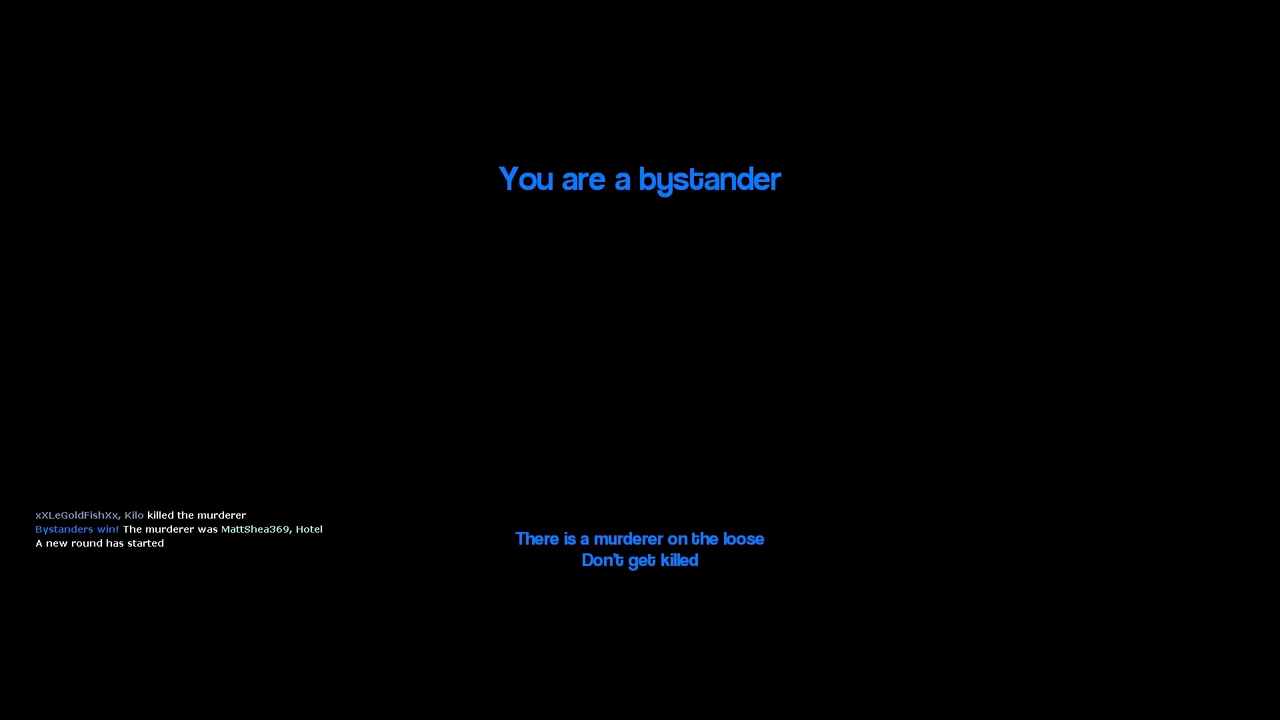 You are a bystander
xXLeGoldFishXx, Kilo killed the murderer
Bystanders win! The murderer was MattShea369, Hotel
A new round has started
There is a murderer on the loose
Don't get killed